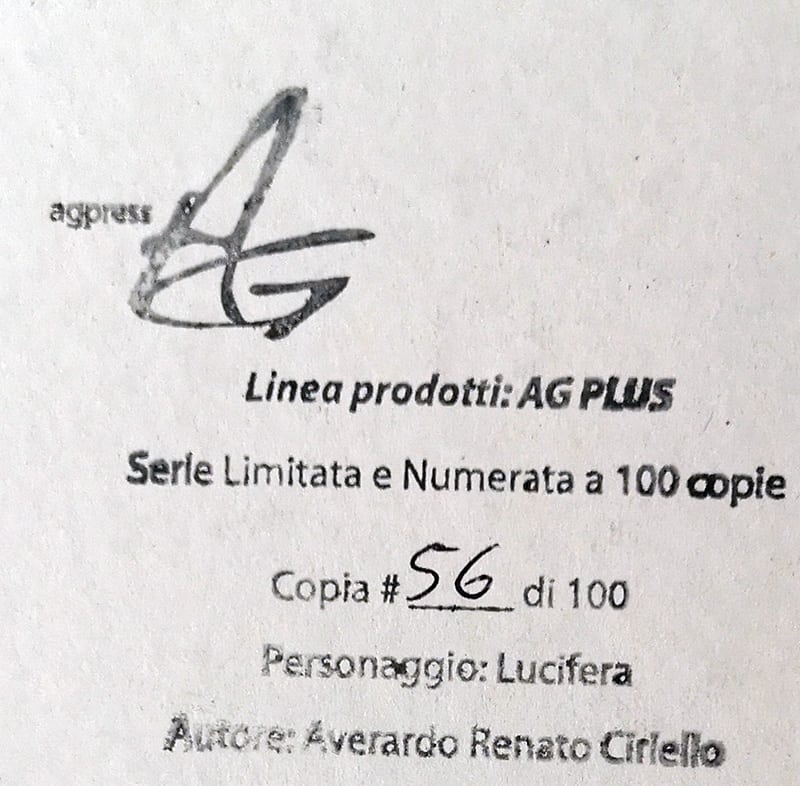 agpress AG
Linea prodotti: AG PLUS
Serie Limitata e Numerata a 100 copie
Copia #56 di 100
Personaggio: Lucifera
Autore: Averardo Renato Ciriello